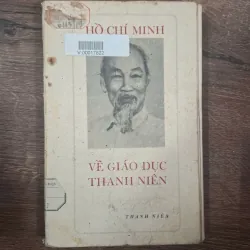 HỒ CHÍ MINH
VỀ GIÁO DỤC
THANH NIÊN
THANH NIÊN